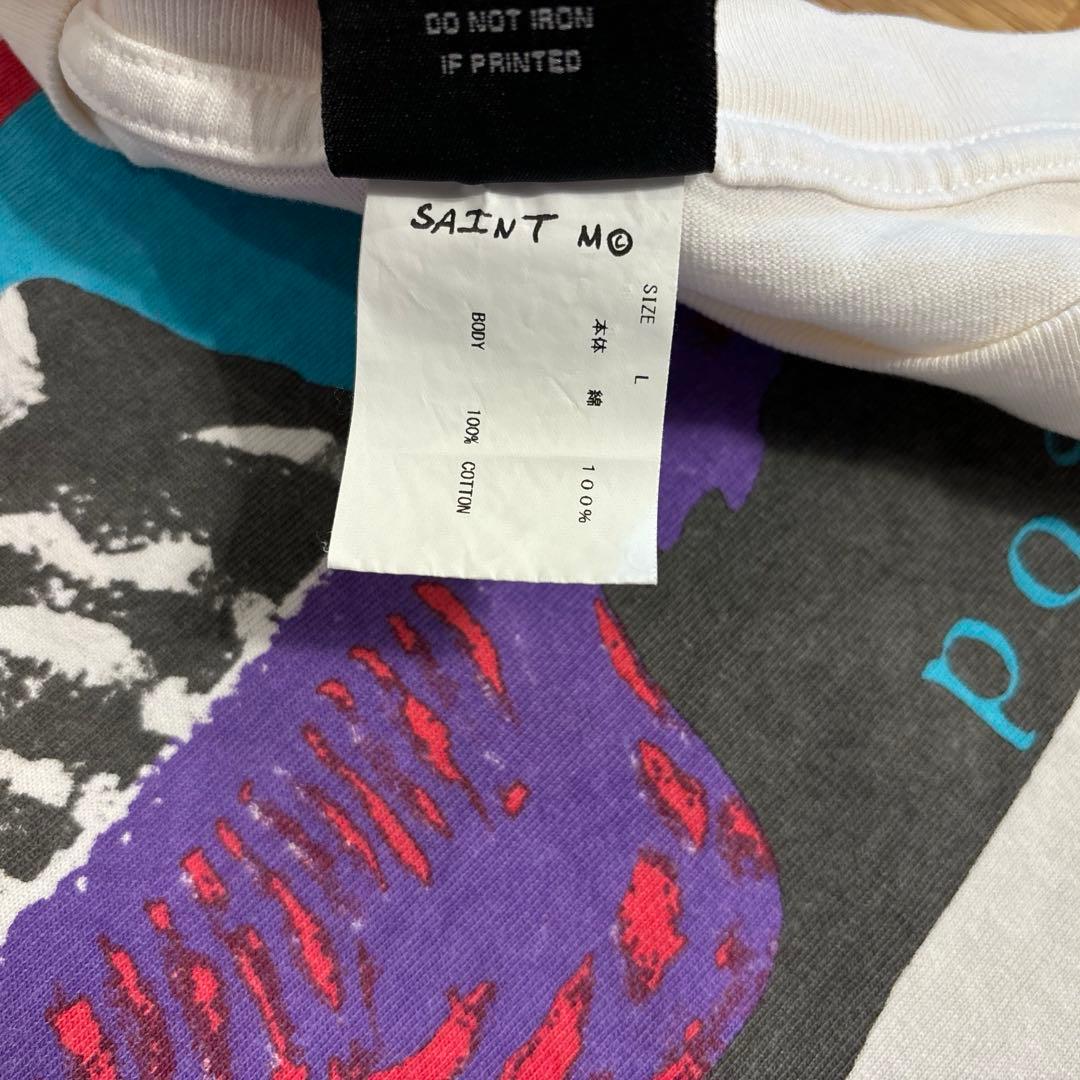 DO NOT IRON
IF PRINTED
SAINT M©
SIZE L
本体 綿 100%
BODY 100% COTTON
po